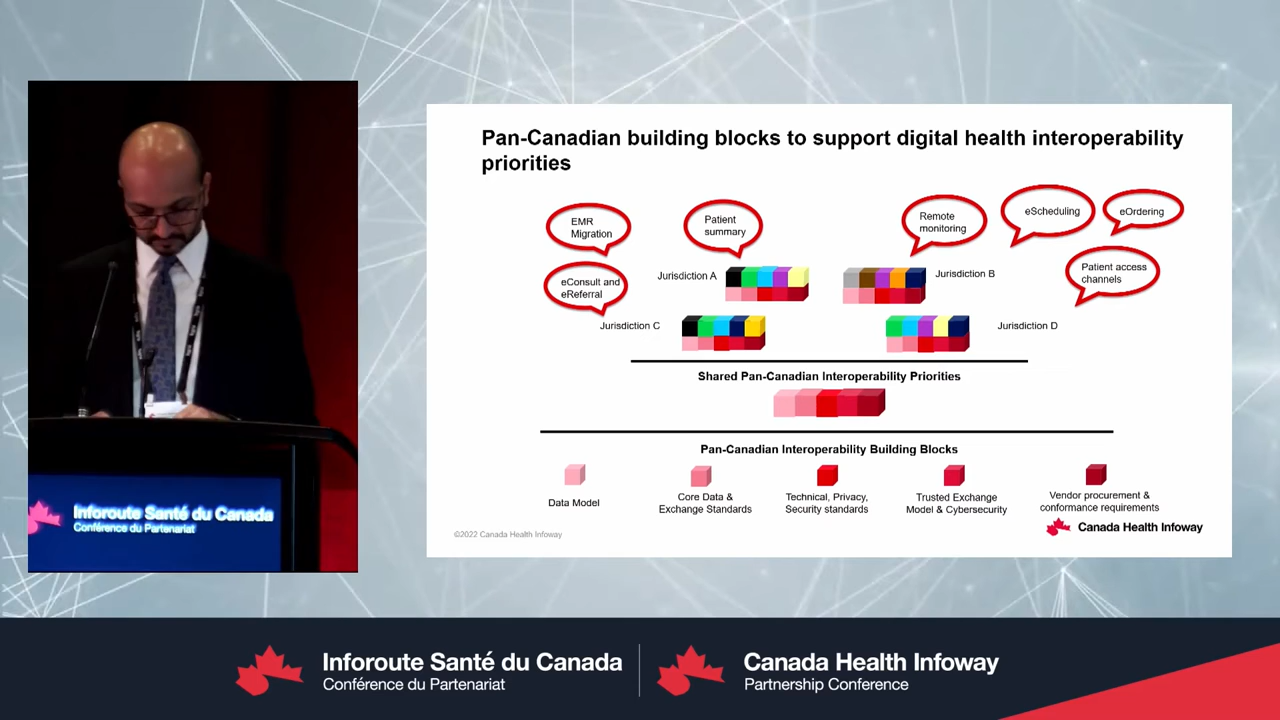 Pan-Canadian building blocks to support digital health interoperability
priorities
EMR
Migration
Patient
summary
Remote
monitoring
eScheduling
eOrdering
eConsult and
eReferral
Jurisdiction A
Jurisdiction B
Patient access
channels
Jurisdiction C
Jurisdiction D
Shared Pan-Canadian Interoperability Priorities
Pan-Canadian Interoperability Building Blocks
Data Model
Core Data &
Exchange Standards
Technical, Privacy,
Security standards
Trusted Exchange
Model & Cybersecurity
Vendor procurement &
conformance requirements
©2022 Canada Health Infoway
Canada Health Infoway
Inforoute Santé du Canada
Conférence du Partenariat
Inforoute Santé du Canada
Conférence du Partenariat
Canada Health Infoway
Partnership Conference